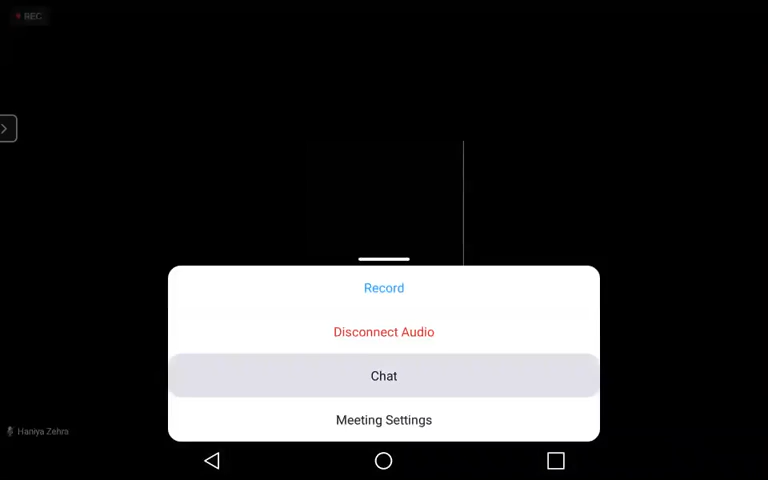 REC
Record
Disconnect Audio
Chat
Meeting Settings
Haniya Zehra